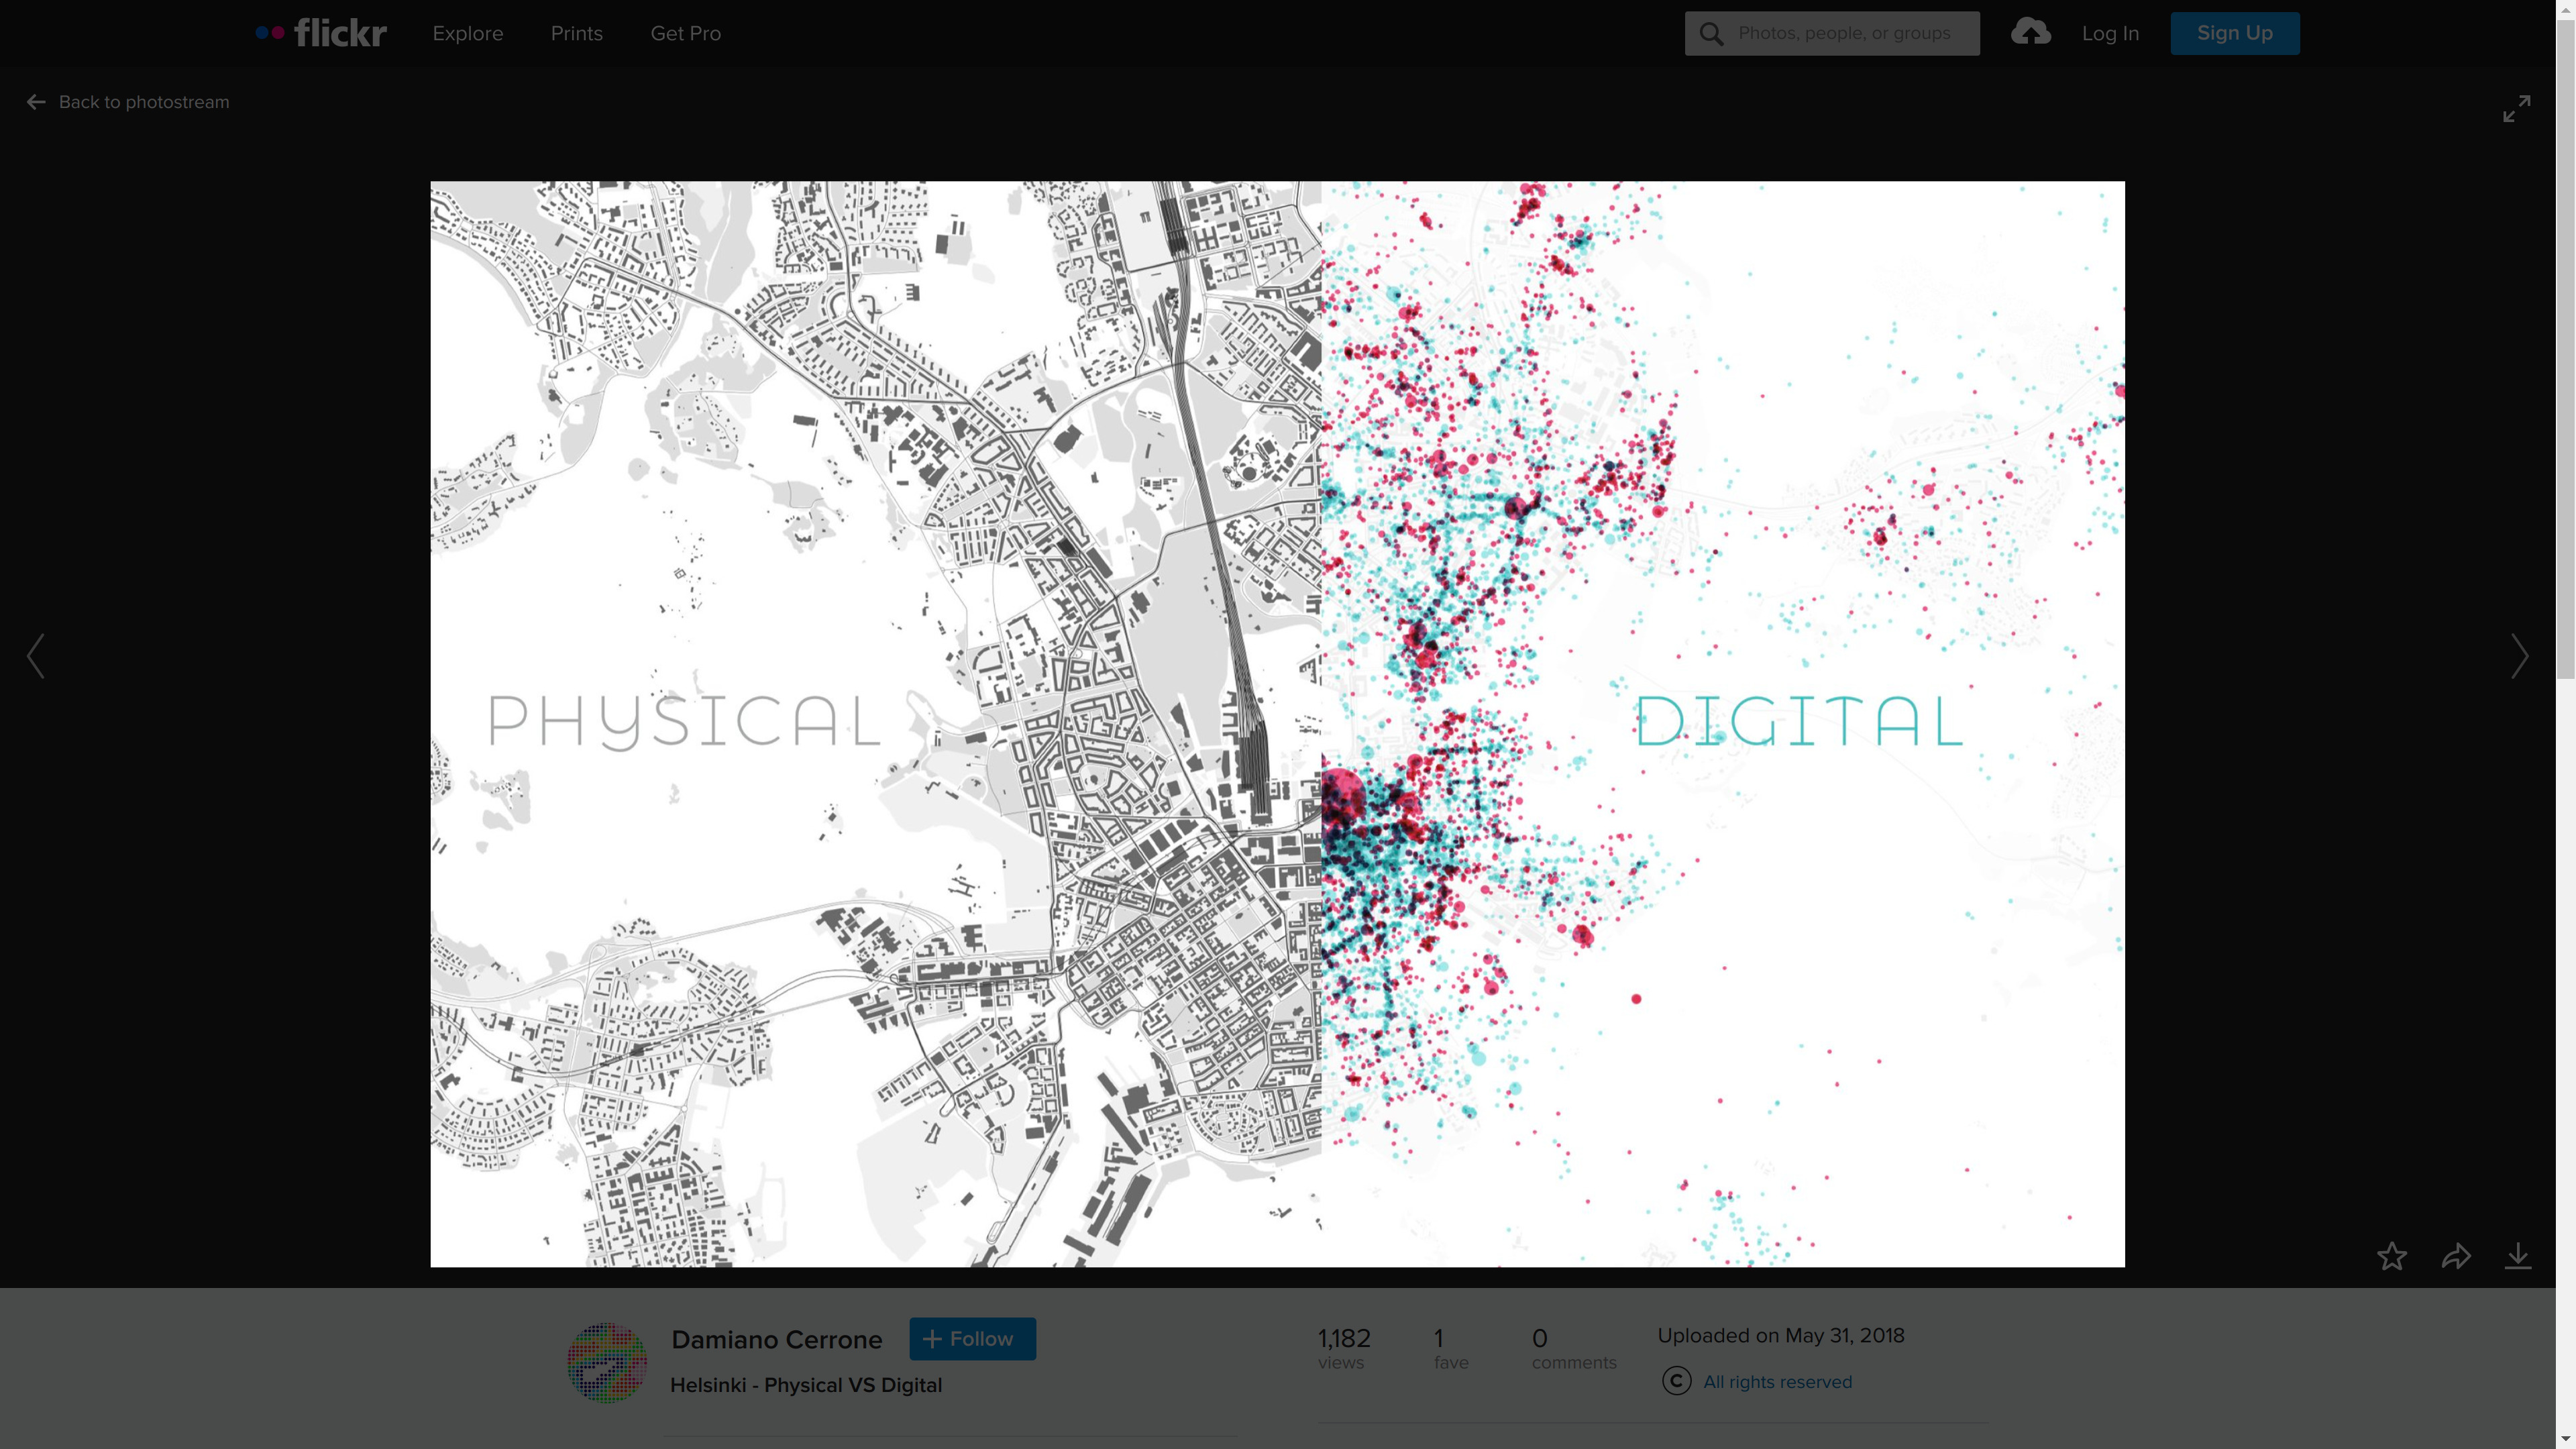 flickr
Explore
Prints
Get Pro
Photos, people, or groups
Log In
Sign Up
Back to photostream
PHYSICAL
DIGITAL
Damiano Cerrone
+ Follow
Helsinki - Physical VS Digital
1,182
views
1
fave
0
comments
Uploaded on May 31, 2018
© All rights reserved